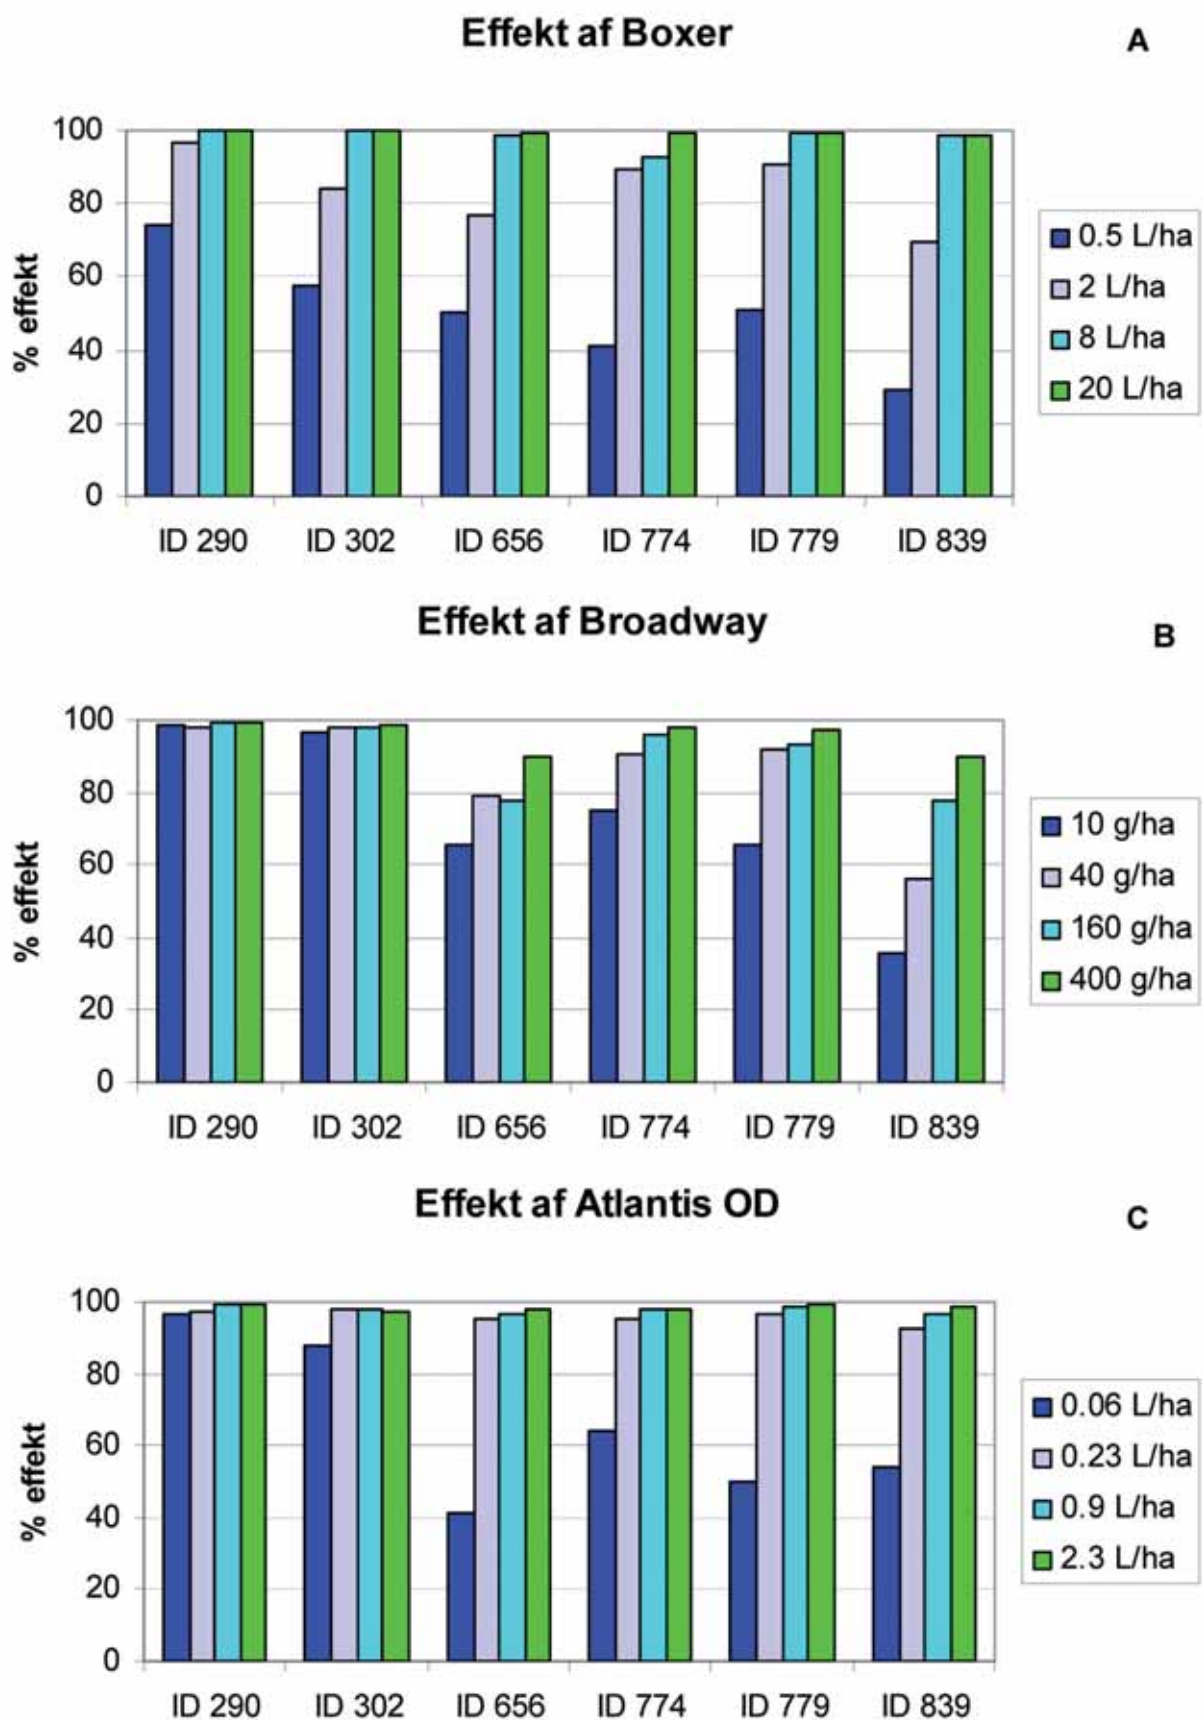 Effekt af Boxer
A
% effekt
100
80
60
40
20
0
ID 290 ID 302 ID 656 ID 774 ID 779 ID 839
0.5 L/ha
2 L/ha
8 L/ha
20 L/ha
Effekt af Broadway
B
% effekt
100
80
60
40
20
0
ID 290 ID 302 ID 656 ID 774 ID 779 ID 839
10 g/ha
40 g/ha
160 g/ha
400 g/ha
Effekt af Atlantis OD
C
% effekt
100
80
60
40
20
0
ID 290 ID 302 ID 656 ID 774 ID 779 ID 839
0.06 L/ha
0.23 L/ha
0.9 L/ha
2.3 L/ha